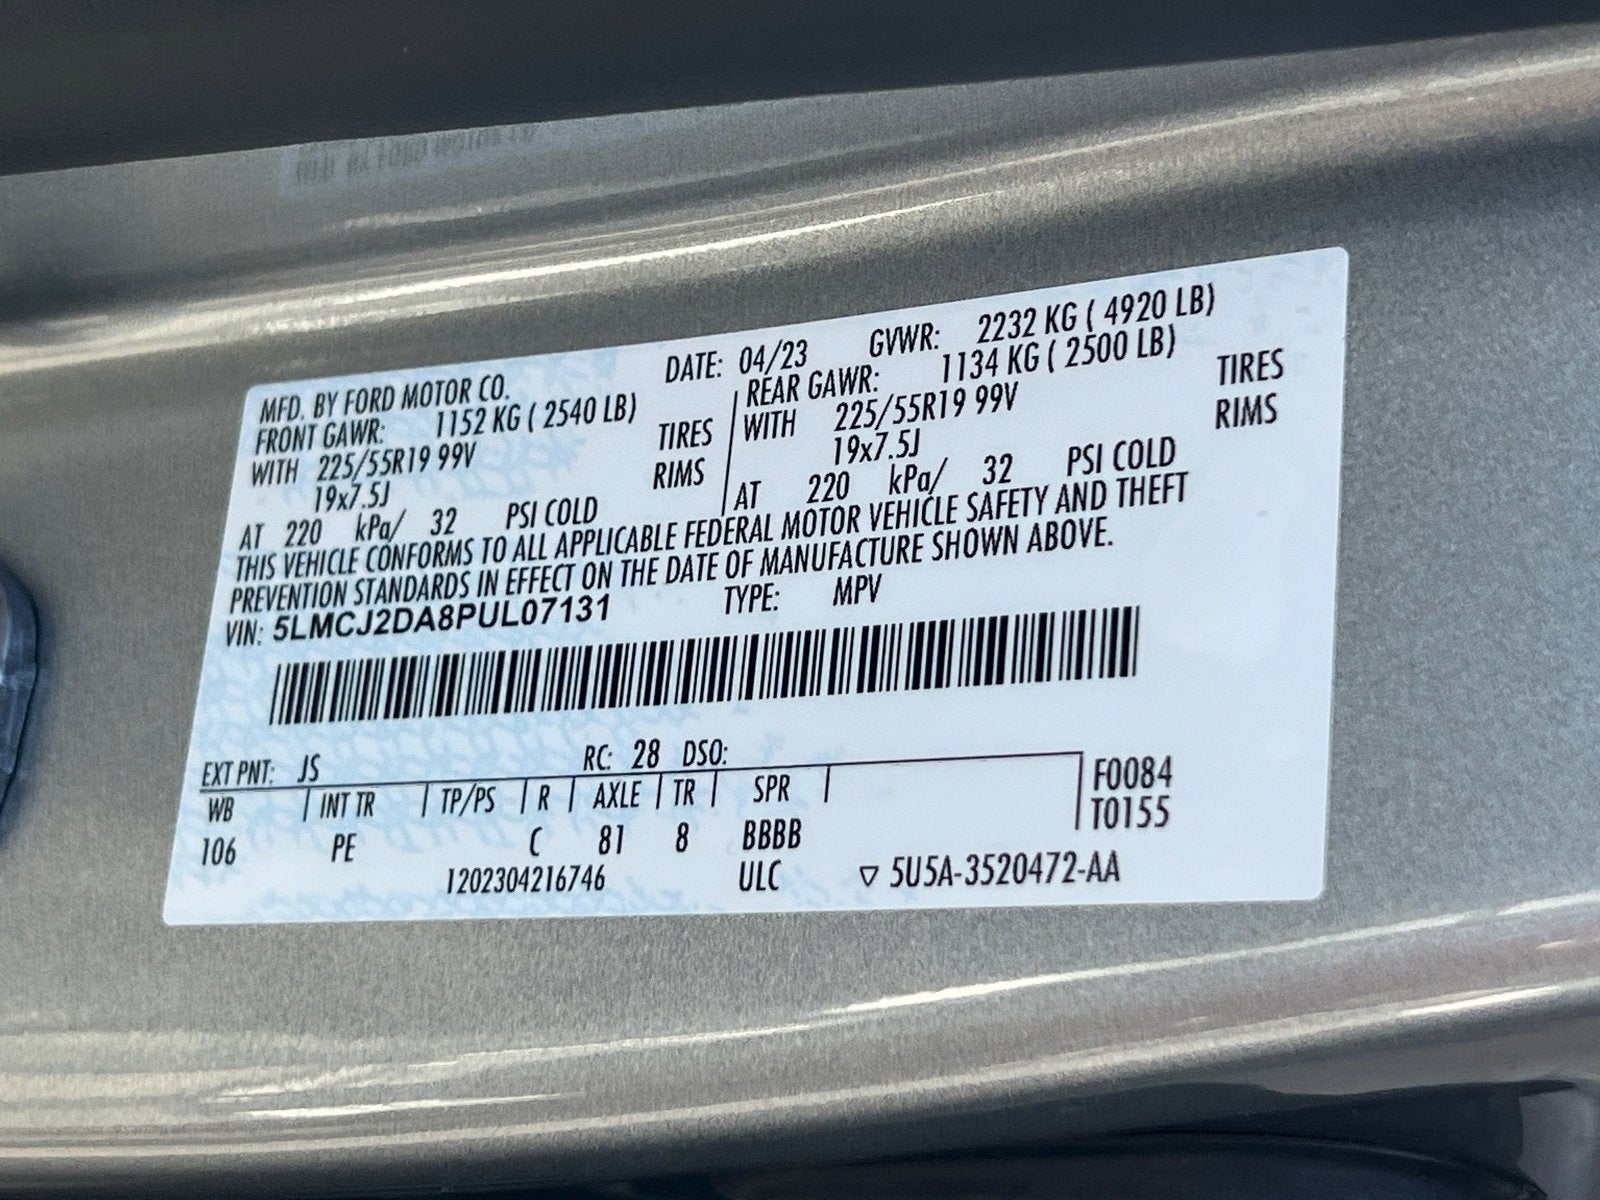 MFD. BY FORD MOTOR CO.
DATE: 04/23 GVWR: 2232 KG ( 4920 LB)
FRONT GAWR: 1152 KG ( 2540 LB)
REAR GAWR: 1134 KG ( 2500 LB)
WITH 225/55R19 99V TIRES
WITH 225/55R19 99V TIRES
19x7.5J RIMS
19x7.5J RIMS
AT 220 kPa/ 32 PSI COLD
AT 220 kPa/ 32 PSI COLD
THIS VEHICLE CONFORMS TO ALL APPLICABLE FEDERAL MOTOR VEHICLE SAFETY AND THEFT
PREVENTION STANDARDS IN EFFECT ON THE DATE OF MANUFACTURE SHOWN ABOVE.
VIN: 5LMCJ2DA8PUL07131 TYPE: MPV
EXT PNT: JS RC: 28 DSO:
WB INT TR TP/PS R AXLE TR SPR F0084
T0155
106 PE C 81 8 BBBB
1202304216746 ULC ▽ 5U5A-3520472-AA